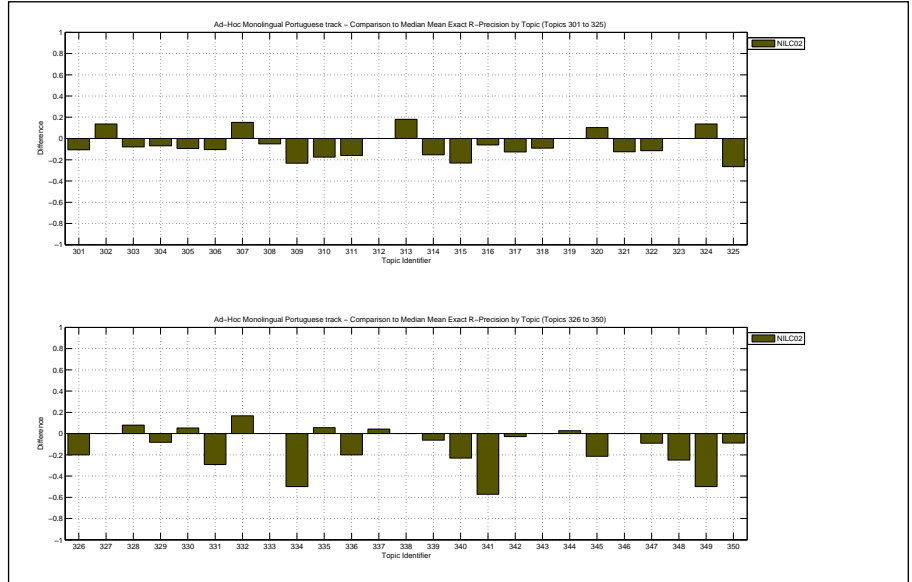 Ad−Hoc Monolingual Portuguese track − Comparison to Median Mean Exact R−Precision by Topic (Topics 301 to 325)
NILC02
1
0.8
0.6
0.4
0.2
0
−0.2
−0.4
−0.6
−0.8
−1
Difference
301 302 303 304 305 306 307 308 309 310 311 312 313 314 315 316 317 318 319 320 321 322 323 324 325
Topic Identifier
Ad−Hoc Monolingual Portuguese track − Comparison to Median Mean Exact R−Precision by Topic (Topics 326 to 350)
NILC02
1
0.8
0.6
0.4
0.2
0
−0.2
−0.4
−0.6
−0.8
−1
Difference
326 327 328 329 330 331 332 333 334 335 336 337 338 339 340 341 342 343 344 345 346 347 348 349 350
Topic Identifier